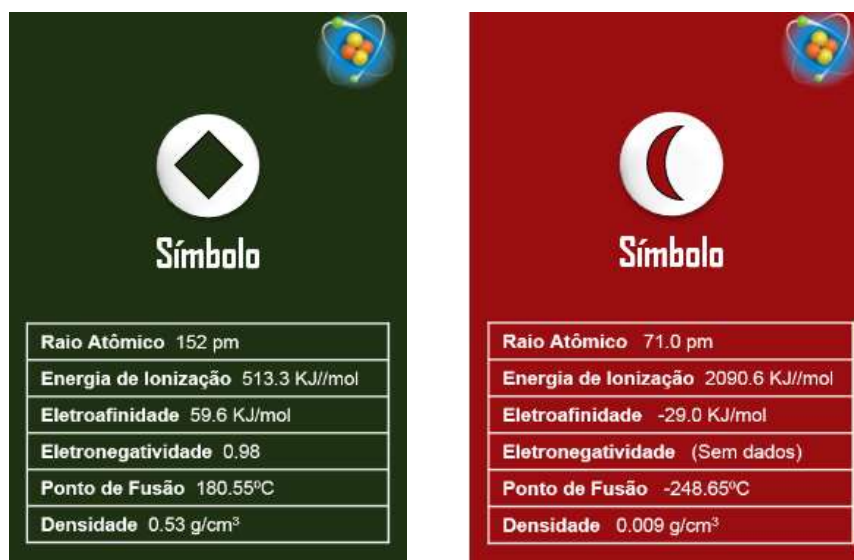 Símbolo
Raio Atômico 152 pm
Energia de Ionização 513.3 KJ//mol
Eletroafinidade 59.6 KJ/mol
Eletronegatividade 0.98
Ponto de Fusão 180.55ºC
Densidade 0.53 g/cm³
Símbolo
Raio Atômico 71.0 pm
Energia de Ionização 2090.6 KJ//mol
Eletroafinidade -29.0 KJ/mol
Eletronegatividade (Sem dados)
Ponto de Fusão -248.65ºC
Densidade 0.009 g/cm³